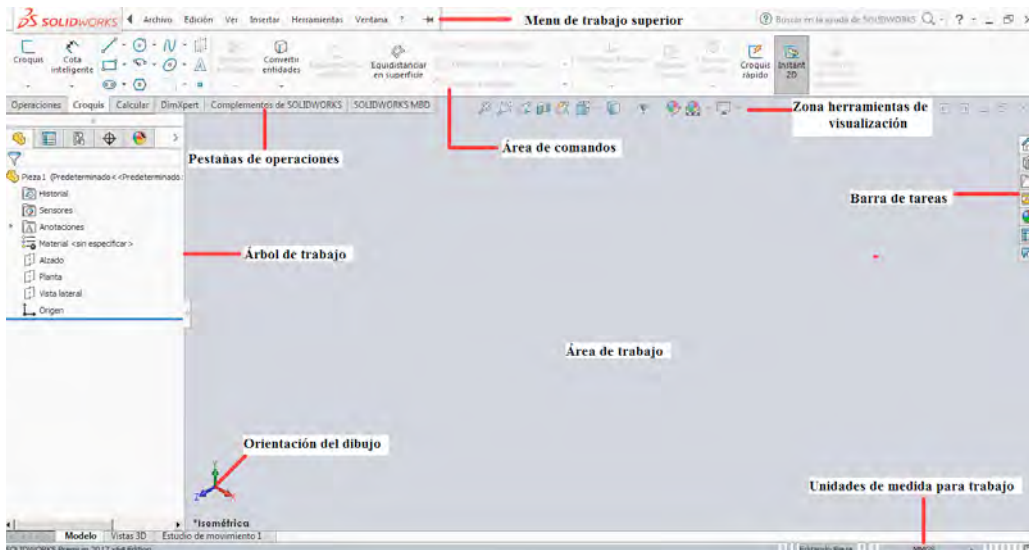 SOLIDWORKS Archivo Edición Ver Insertar Herramientas Ventana ?
Menu de trabajo superior
Buscar en la ayuda de SOLIDWORKS
Croquis
Cota inteligente
Convertir entidades
Equidistanciar en superficie
Croquis rápido
Instant 2D
Operaciones Croquis Calcular DimXpert Complementos de SOLIDWORKS SOLIDWORKS MBD
Zona herramientas de
visualización
Pestañas de operaciones
Área de comandos
Pieza1 (Predeterminado<<Predeterminado
Historial
Sensores
Anotaciones
Material <sin especificar>
Alzado
Planta
Vista lateral
Origen
Barra de tareas
Árbol de trabajo
Área de trabajo
Orientación del dibujo
Y
Z
X
*Isométrica
Unidades de medida para trabajo
Modelo Vistas 3D Estudio de movimiento 1